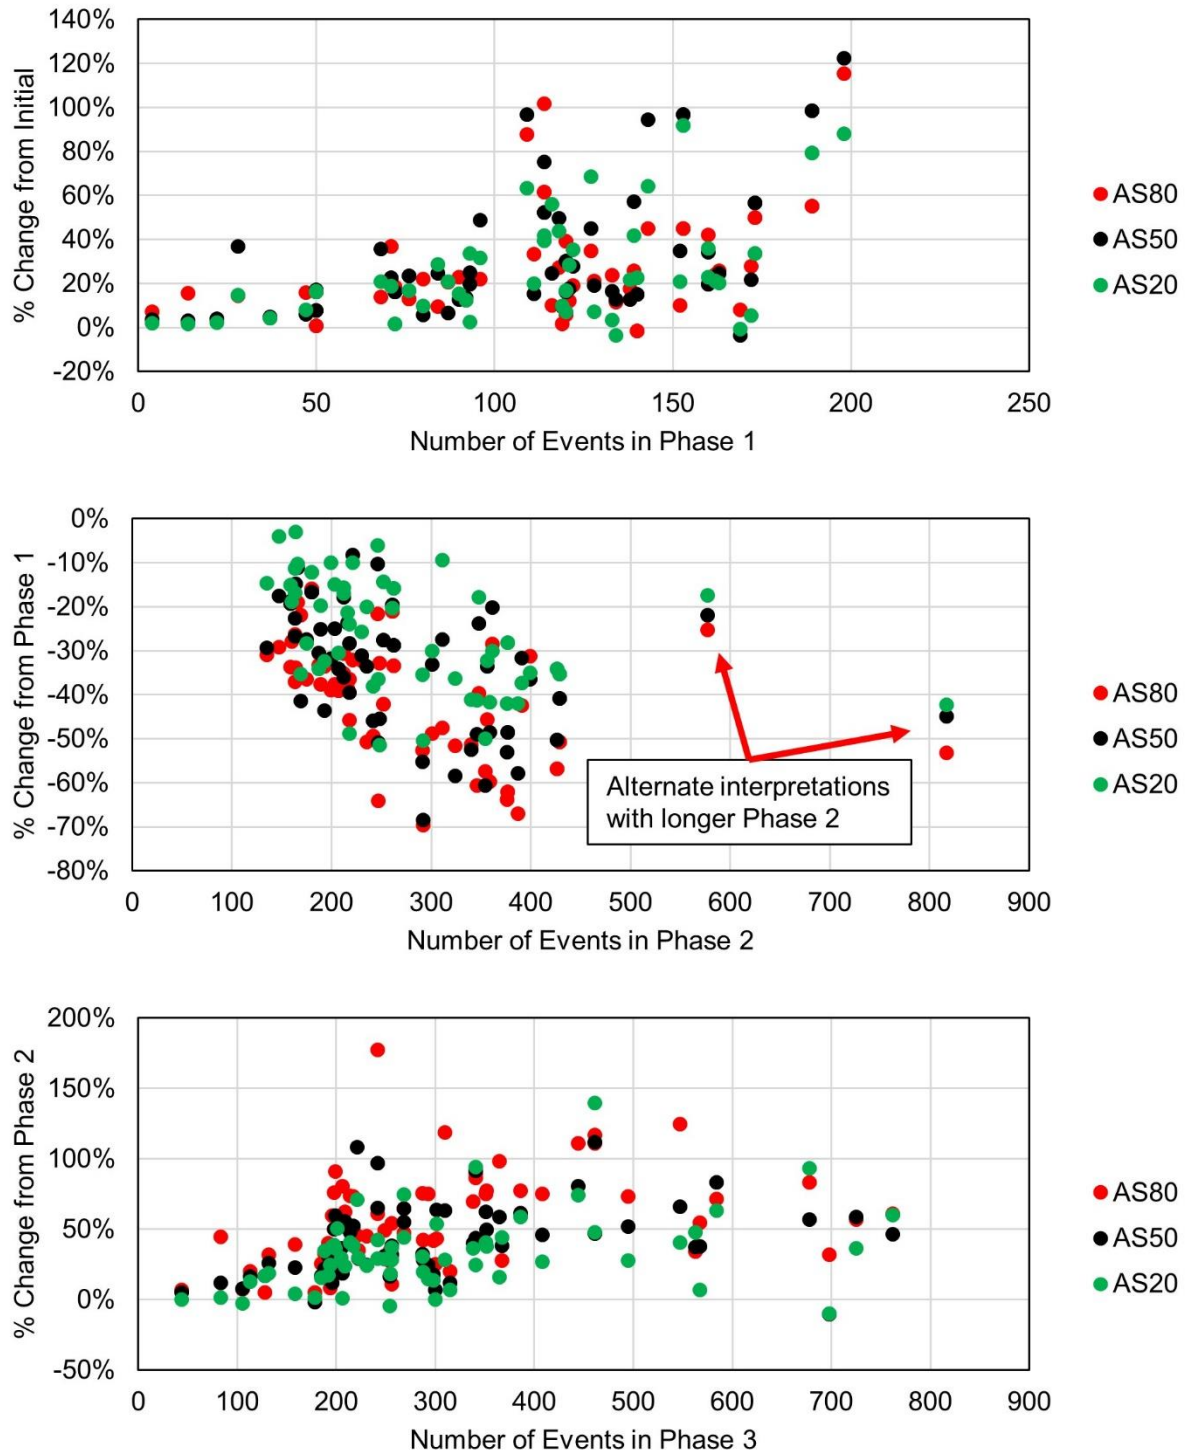 140%
120%
100%
80%
60%
40%
20%
0%
-20%
% Change from Initial
0 50 100 150 200 250
Number of Events in Phase 1
AS80
AS50
AS20
0%
-10%
-20%
-30%
-40%
-50%
-60%
-70%
-80%
% Change from Phase 1
Alternate interpretations
with longer Phase 2
0 100 200 300 400 500 600 700 800 900
Number of Events in Phase 2
AS80
AS50
AS20
200%
150%
100%
50%
0%
-50%
% Change from Phase 2
0 100 200 300 400 500 600 700 800 900
Number of Events in Phase 3
AS80
AS50
AS20